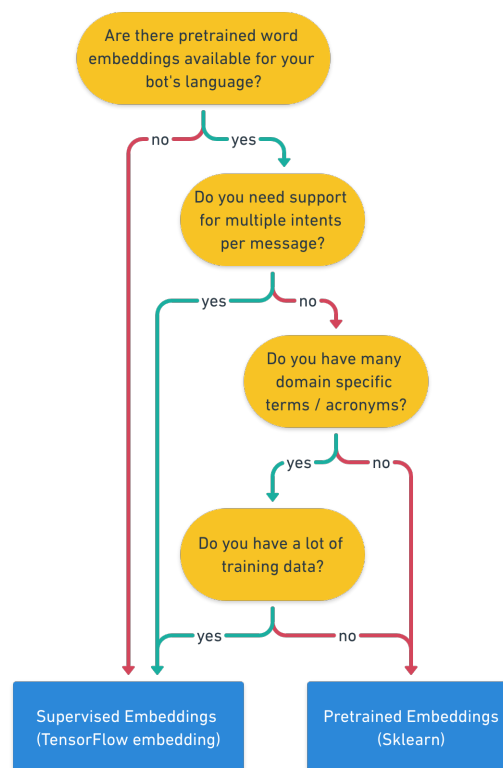 Are there pretrained word
embeddings available for your
bot's language?
no
yes
Do you need support
for multiple intents
per message?
yes
no
Do you have many
domain specific
terms / acronyms?
yes
no
Do you have a lot of
training data?
yes
no
Supervised Embeddings
(TensorFlow embedding)
Pretrained Embeddings
(Sklearn)